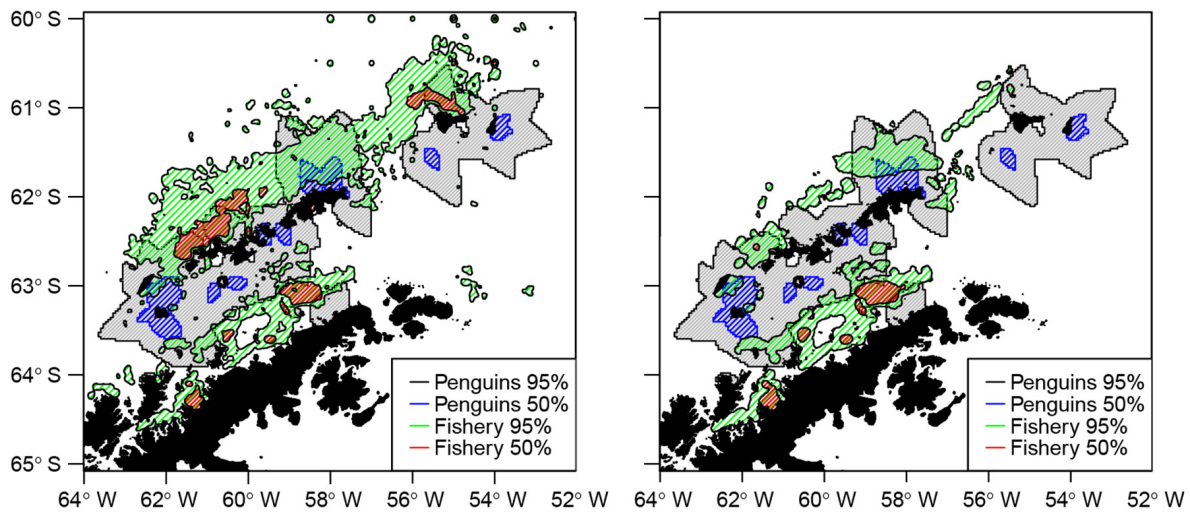 60° S
61° S
62° S
63° S
64° S
65° S
64° W 62° W 60° W 58° W 56° W 54° W 52° W
Penguins 95%
Penguins 50%
Fishery 95%
Fishery 50%
64° W 62° W 60° W 58° W 56° W 54° W 52° W
Penguins 95%
Penguins 50%
Fishery 95%
Fishery 50%